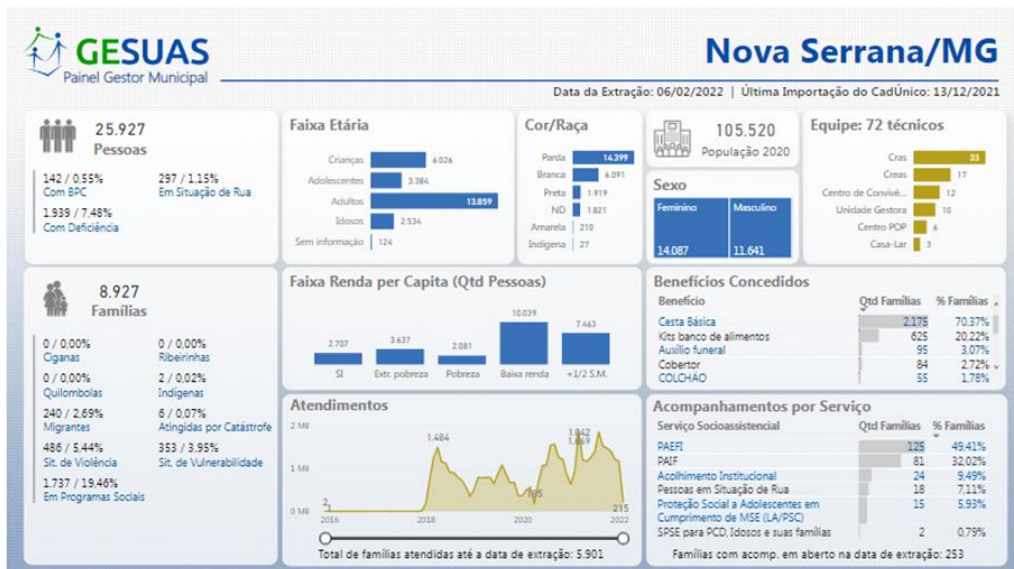 GESUAS
Painel Gestor Municipal
Nova Serrana/MG
Data da Extração: 06/02/2022 | Última Importação do CadÚnico: 13/12/2021
25.927
Pessoas
142 / 0,55%
Com BPC
297 / 1,15%
Em Situação de Rua
1.939 / 7,48%
Com Deficiência
Faixa Etária
Crianças 6.026
Adolescentes 3.384
Adultos 13.859
Idosos 2.534
Sem informação 124
Cor/Raça
Parda 14.399
Branca 6.091
Preta 1.919
ND 1.821
Amarela 210
Indígena 27
105.520
População 2020
Sexo
Feminino Masculino
14.087 11.641
Equipe: 72 técnicos
Cras 33
Creas 17
Centro de Convivê... 12
Unidade Gestora 10
Centro POP 6
Casa-Lar 3
8.927
Famílias
0 / 0,00%
Ciganas
0 / 0,00%
Ribeirinhas
0 / 0,00%
Quilombolas
2 / 0,02%
Indígenas
240 / 2,69%
Migrantes
6 / 0,07%
Atingidas por Catástrofe
486 / 5,44%
Sit. de Violência
353 / 3,95%
Sit. de Vulnerabilidade
1.737 / 19,46%
Em Programas Sociais
Faixa Renda per Capita (Qtd Pessoas)
2.707 3.637 2.081 10.039 7.463
SI Extr. pobreza Pobreza Baixa renda +1/2 S.M.
Benefícios Concedidos
Benefício Qtd Famílias % Famílias
Cesta Básica 2.175 70,37%
Kits banco de alimentos 625 20,22%
Auxílio funeral 95 3,07%
Cobertor 84 2,72%
COLCHÃO 55 1,78%
Atendimentos
2 Mil
1 Mil
0 Mil
2
1.484
1.842
1.869
215
2016 2018 2020 2022
Total de famílias atendidas até a data de extração: 5.901
Acompanhamentos por Serviço
Serviço Socioassistencial Qtd Famílias % Famílias
PAEFI 125 49,41%
PAIF 81 32,02%
Acolhimento Institucional 24 9,49%
Pessoas em Situação de Rua 18 7,11%
Proteção Social a Adolescentes em 15 5,93%
Cumprimento de MSE (LA/PSC)
SPSE para PCD, Idosos e suas famílias 2 0,79%
Famílias com acomp. em aberto na data de extração: 253